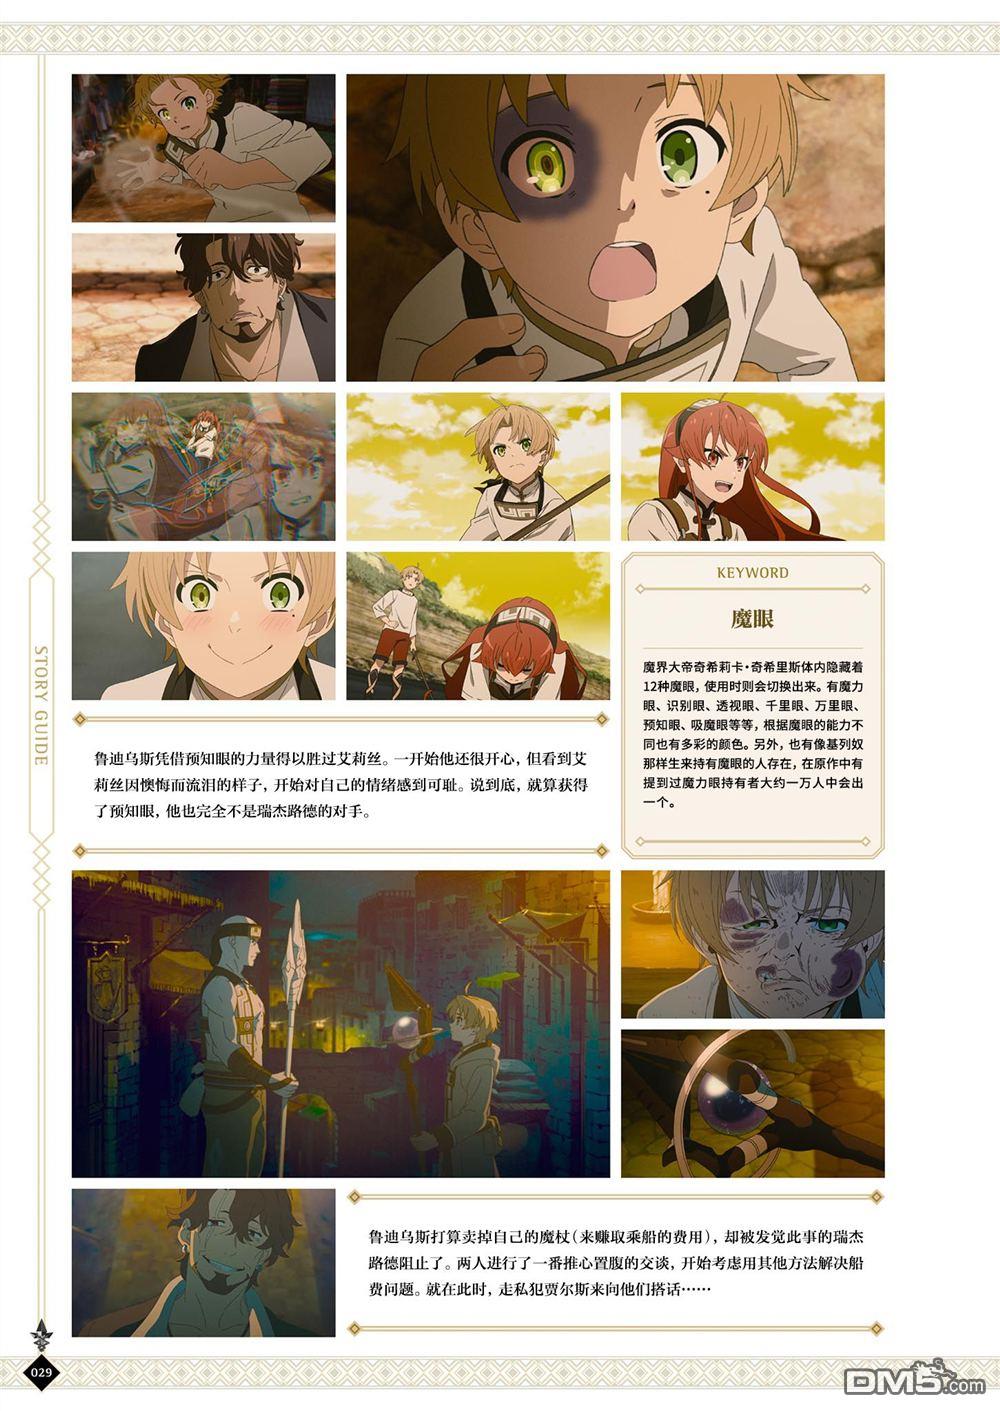 KEYWORD
魔眼
魔界大帝奇希莉卡·奇希里斯体内隐藏着
12种魔眼，使用时则会切换出来。有魔力
眼、识别眼、透视眼、千里眼、万里眼、
预知眼、吸魔眼等等，根据魔眼的能力不
同也有多彩的颜色。另外，也有像基列奴
那样生来持有魔眼的人存在，在原作中有
提到过魔力眼持有者大约一万人中会出
一个。
STORY GUIDE
鲁迪乌斯凭借预知眼的力量得以胜过艾莉丝。一开始他还很开心，但看到艾
莉丝因懊悔而流泪的样子，开始对自己的情绪感到可耻。说到底，就算获得
了预知眼，他也完全不是瑞杰路德的对手。
鲁迪乌斯打算卖掉自己的魔杖（来赚取乘船的费用），却被发觉此事的瑞杰
路德阻止了。两人进行了一番推心置腹的交谈，开始考虑用其他方法解决船
费问题。就在此时，走私犯贾尔斯来向他们搭话……
029
DM5.com